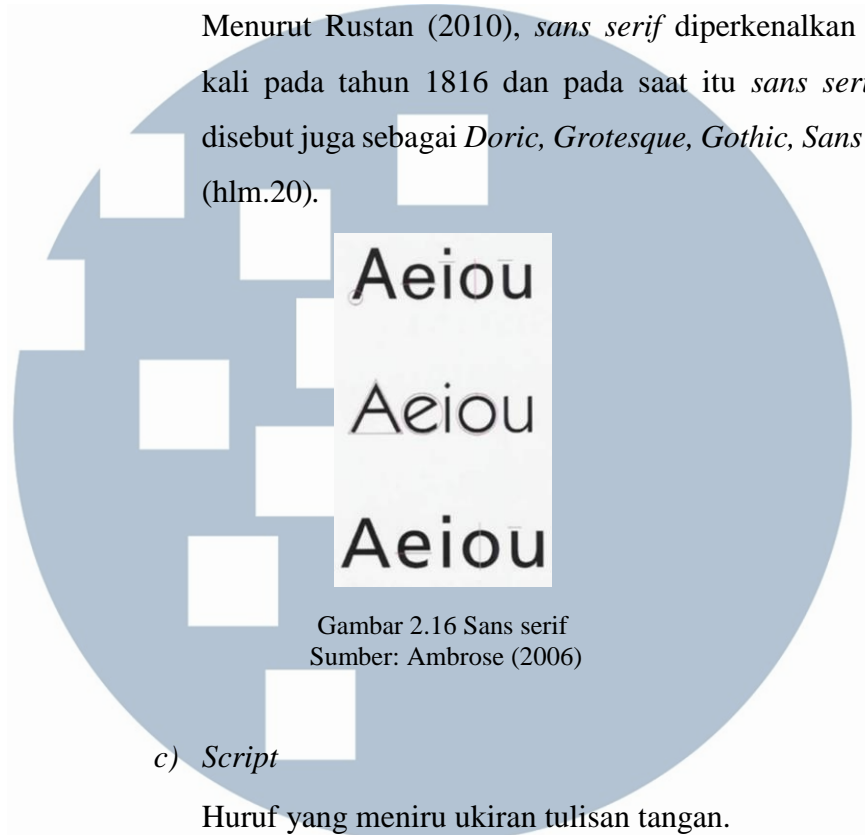 Menurut Rustan (2010), sans serif diperkenalkan
kali pada tahun 1816 dan pada saat itu sans
disebut juga sebagai Doric, Grotesque, Gothic, Sans
(hlm.20).
Aeiou
Aeiou
Aeiou
Gambar 2.16 Sans serif
Sumber: Ambrose (2006)
c) Script
Huruf yang meniru ukiran tulisan tangan.